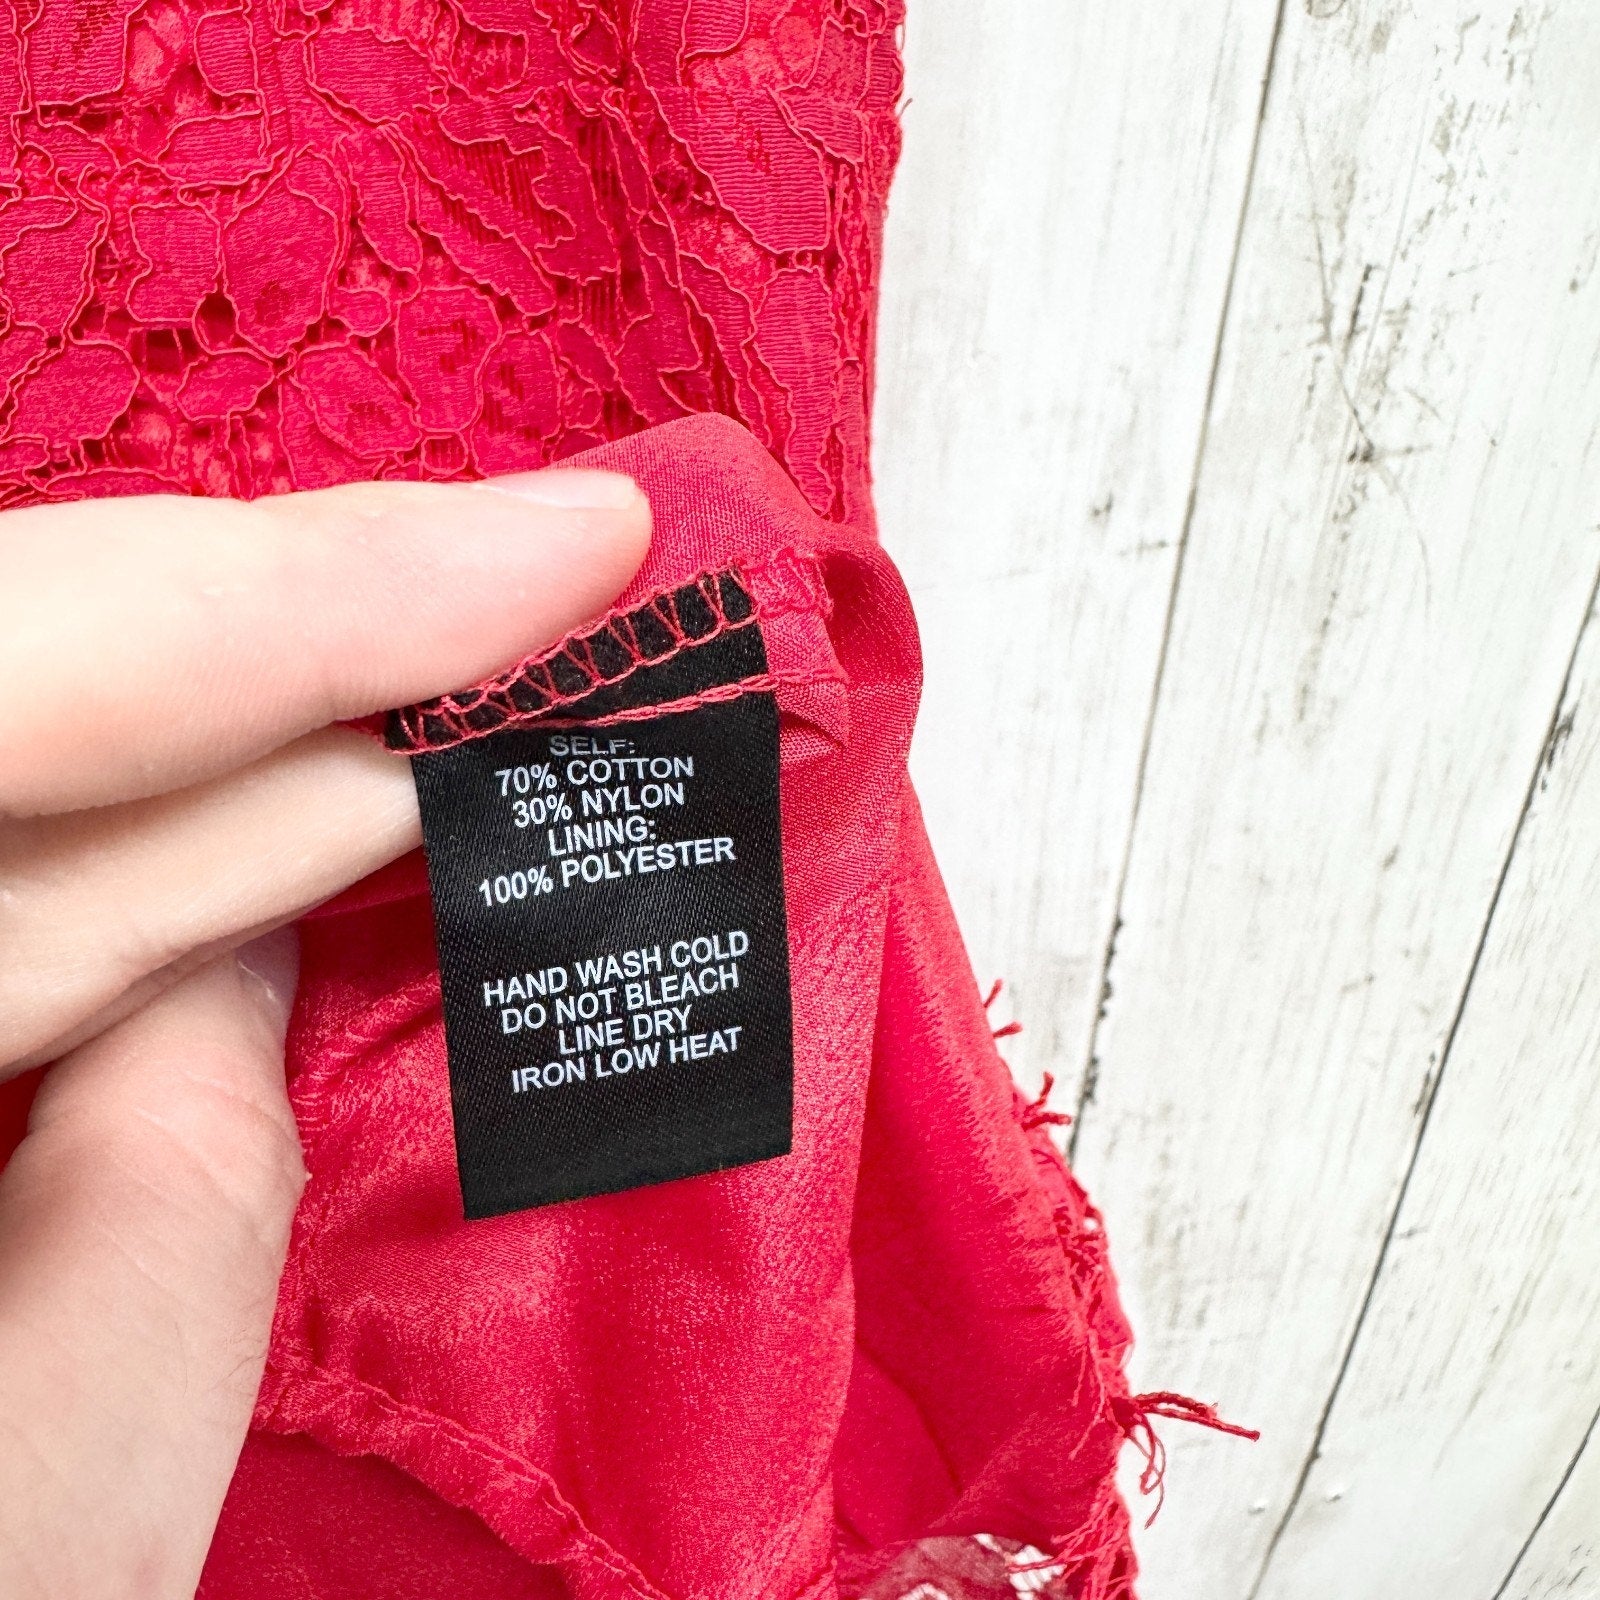 SELF:
70% COTTON
30% NYLON
LINING:
100% POLYESTER
HAND WASH COLD
DO NOT BLEACH
LINE DRY
IRON LOW HEAT